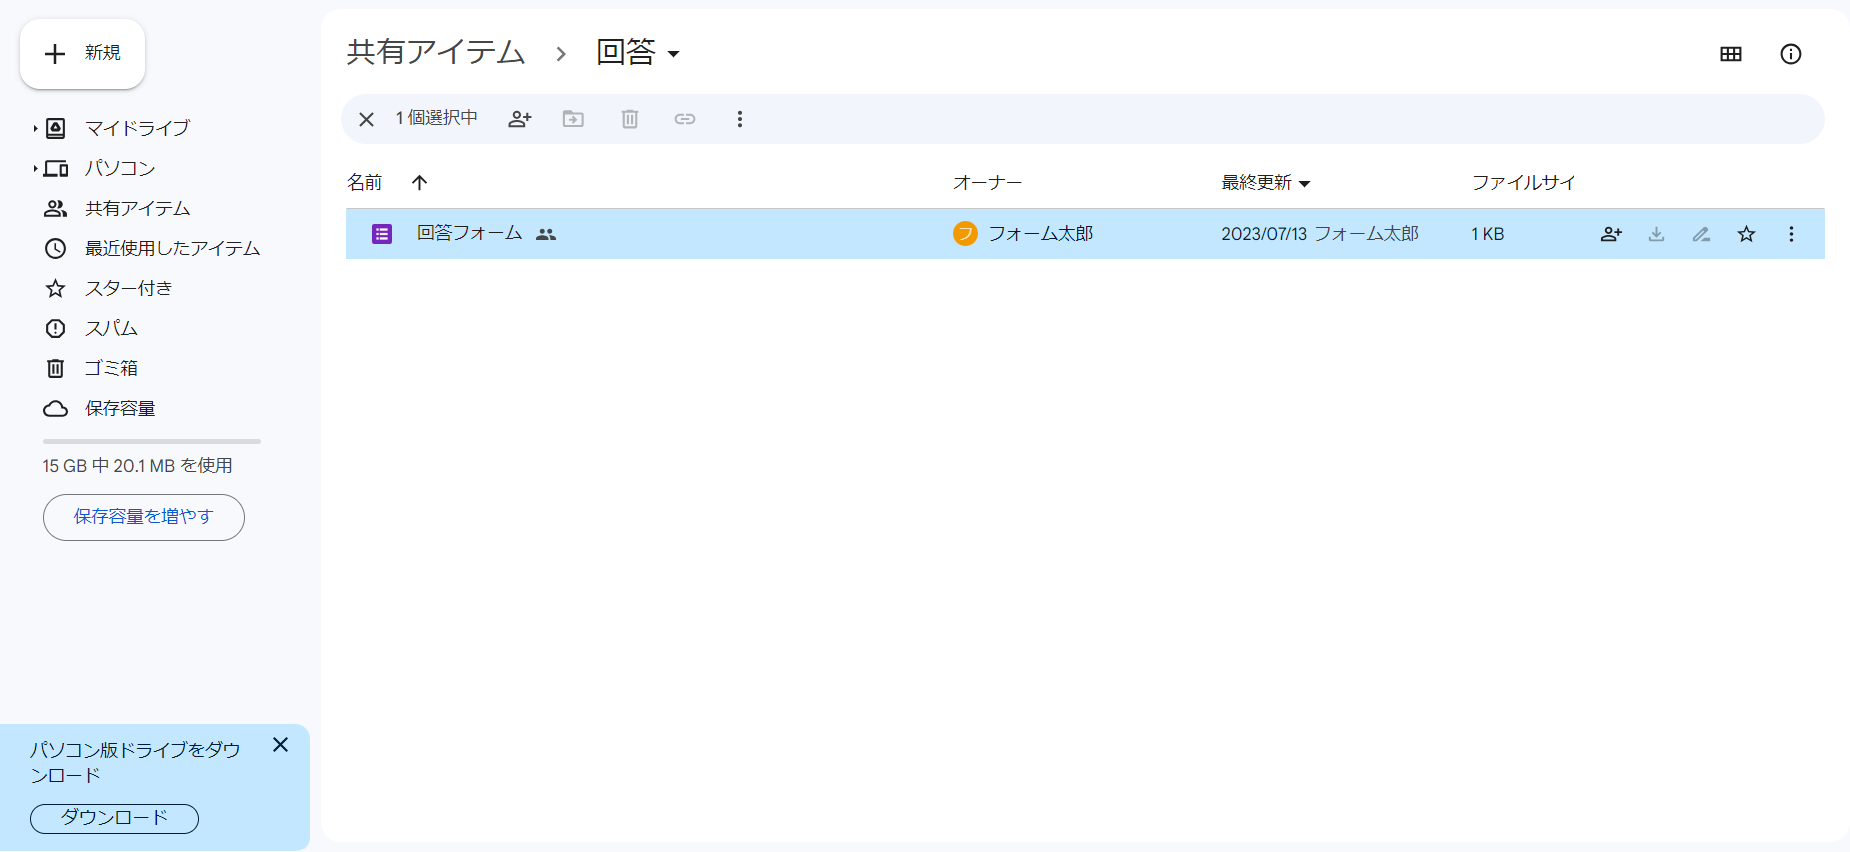 新規
マイドライブ
パソコン
共有アイテム
最近使用したアイテム
スター付き
スパム
ゴミ箱
保存容量
15 GB 中 20.1 MB を使用
保存容量を増やす
パソコン版ドライブをダウ
ンロード
ダウンロード
共有アイテム 回答
1 個選択中
名前 オーナー 最終更新 ファイルサイ
回答フォーム フ フォーム太郎 2023/07/13 フォーム太郎 1 KB